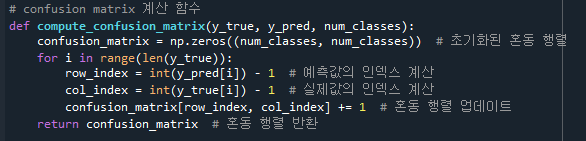 # confusion matrix 계산 함수
def compute_confusion_matrix(y_true, y_pred, num_classes):
    confusion_matrix = np.zeros((num_classes, num_classes))  # 초기화된 혼동 행렬
    for i in range(len(y_true)):
        row_index = int(y_pred[i]) - 1  # 예측값의 인덱스 계산
        col_index = int(y_true[i]) - 1  # 실제값의 인덱스 계산
        confusion_matrix[row_index, col_index] += 1  # 혼동 행렬 업데이트
    return confusion_matrix  # 혼동 행렬 반환